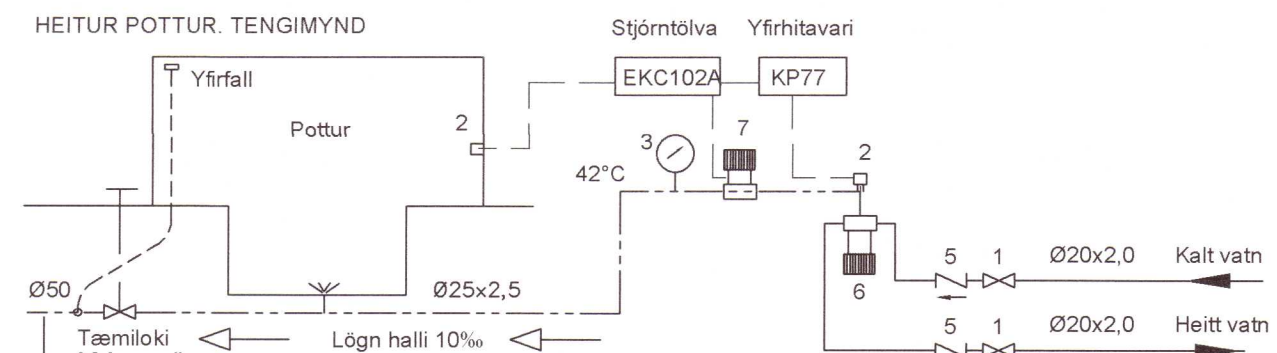 HEITUR POTTUR. TENGIMYND
Stjórntölva Yfirhitavari
EKC102A KP77
Yfirfall
Pottur
2
3
7
2
42°C
5 1 Ø20x2,0 Kalt vatn
6
Ø50
Ø25x2,5
5 1 Ø20x2,0 Heitt vatn
Tæmiloki
Lögn halli 10‰